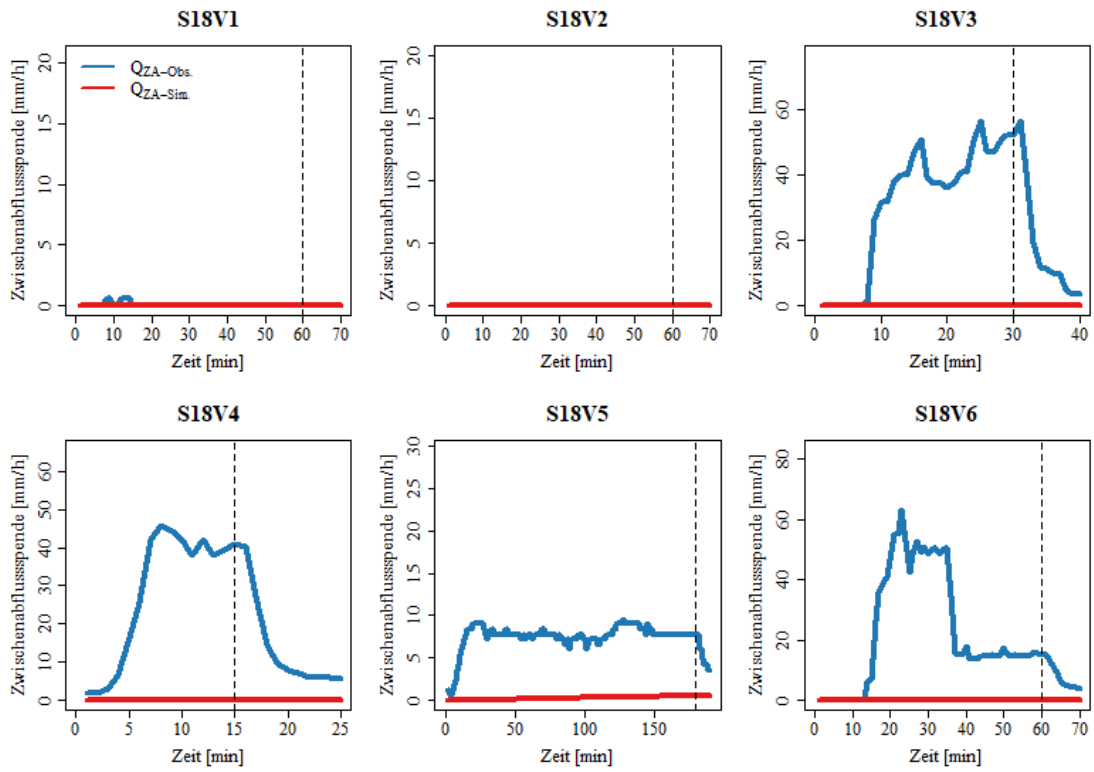 S18V1
S18V2
S18V3
Zwischenabflussspende [mm/h]
0 5 10 15 20
Q ZA−Obs.
Q ZA−Sim.
0 10 20 30 40 50 60 70
Zeit [min]
Zwischenabflussspende [mm/h]
0 5 10 15 20
0 10 20 30 40 50 60 70
Zeit [min]
Zwischenabflussspende [mm/h]
0 20 40 60
0 10 20 30 40
Zeit [min]
S18V4
S18V5
S18V6
Zwischenabflussspende [mm/h]
0 10 20 30 40 50 60
0 5 10 15 20 25
Zeit [min]
Zwischenabflussspende [mm/h]
0 5 10 15 20 25 30
0 50 100 150
Zeit [min]
Zwischenabflussspende [mm/h]
0 20 40 60 80
0 10 20 30 40 50 60 70
Zeit [min]